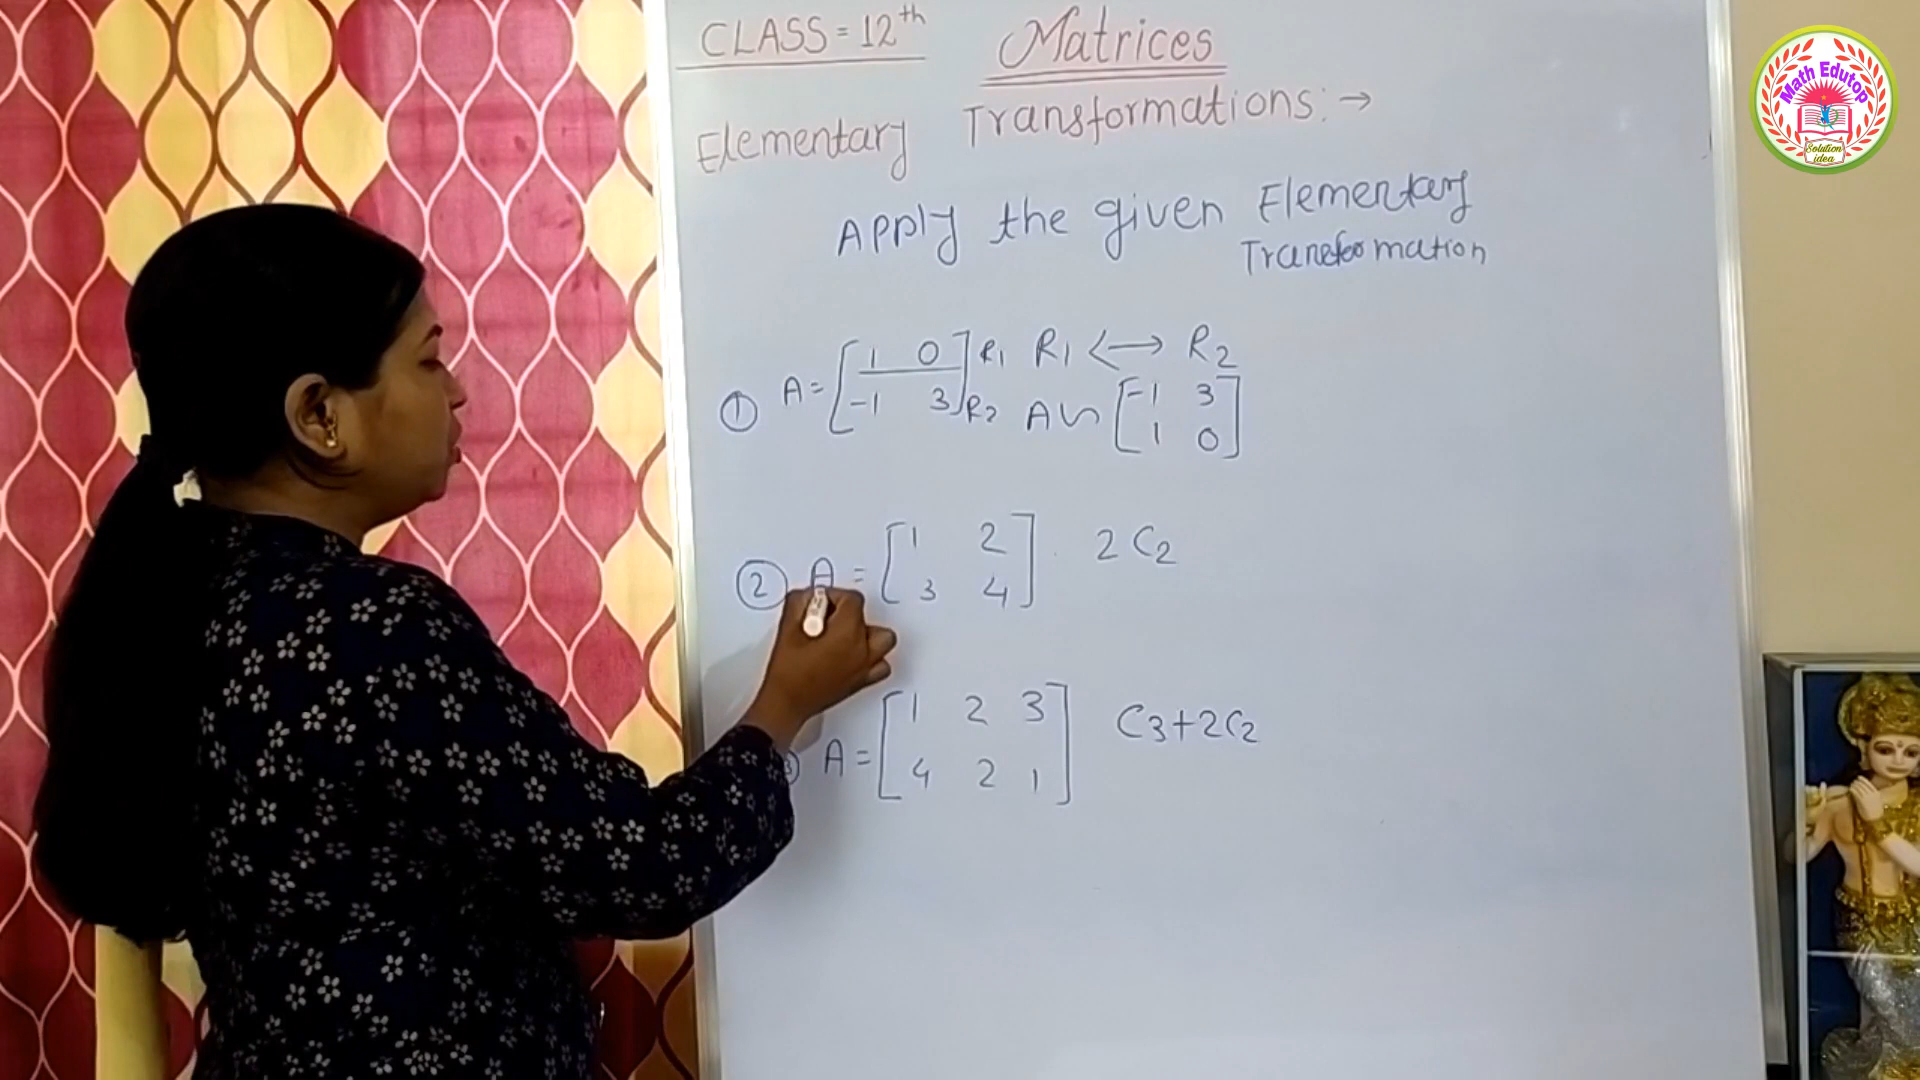 CLASS = 12th
Matrices
Elementary Transformations :→
Apply the given Elementary
Transformation
① A = [ 1 0 ] R1 R1 ⟷ R2
[ -1 3 ] R2 A ∽ [ -1 3 ]
[ 1 0 ]
② A = [ 1 2 ] 2C2
[ 3 4 ]
3 A = [ 1 2 3 ] C3+2C2
[ 4 2 1 ]
Math Edutop
Solution
idea